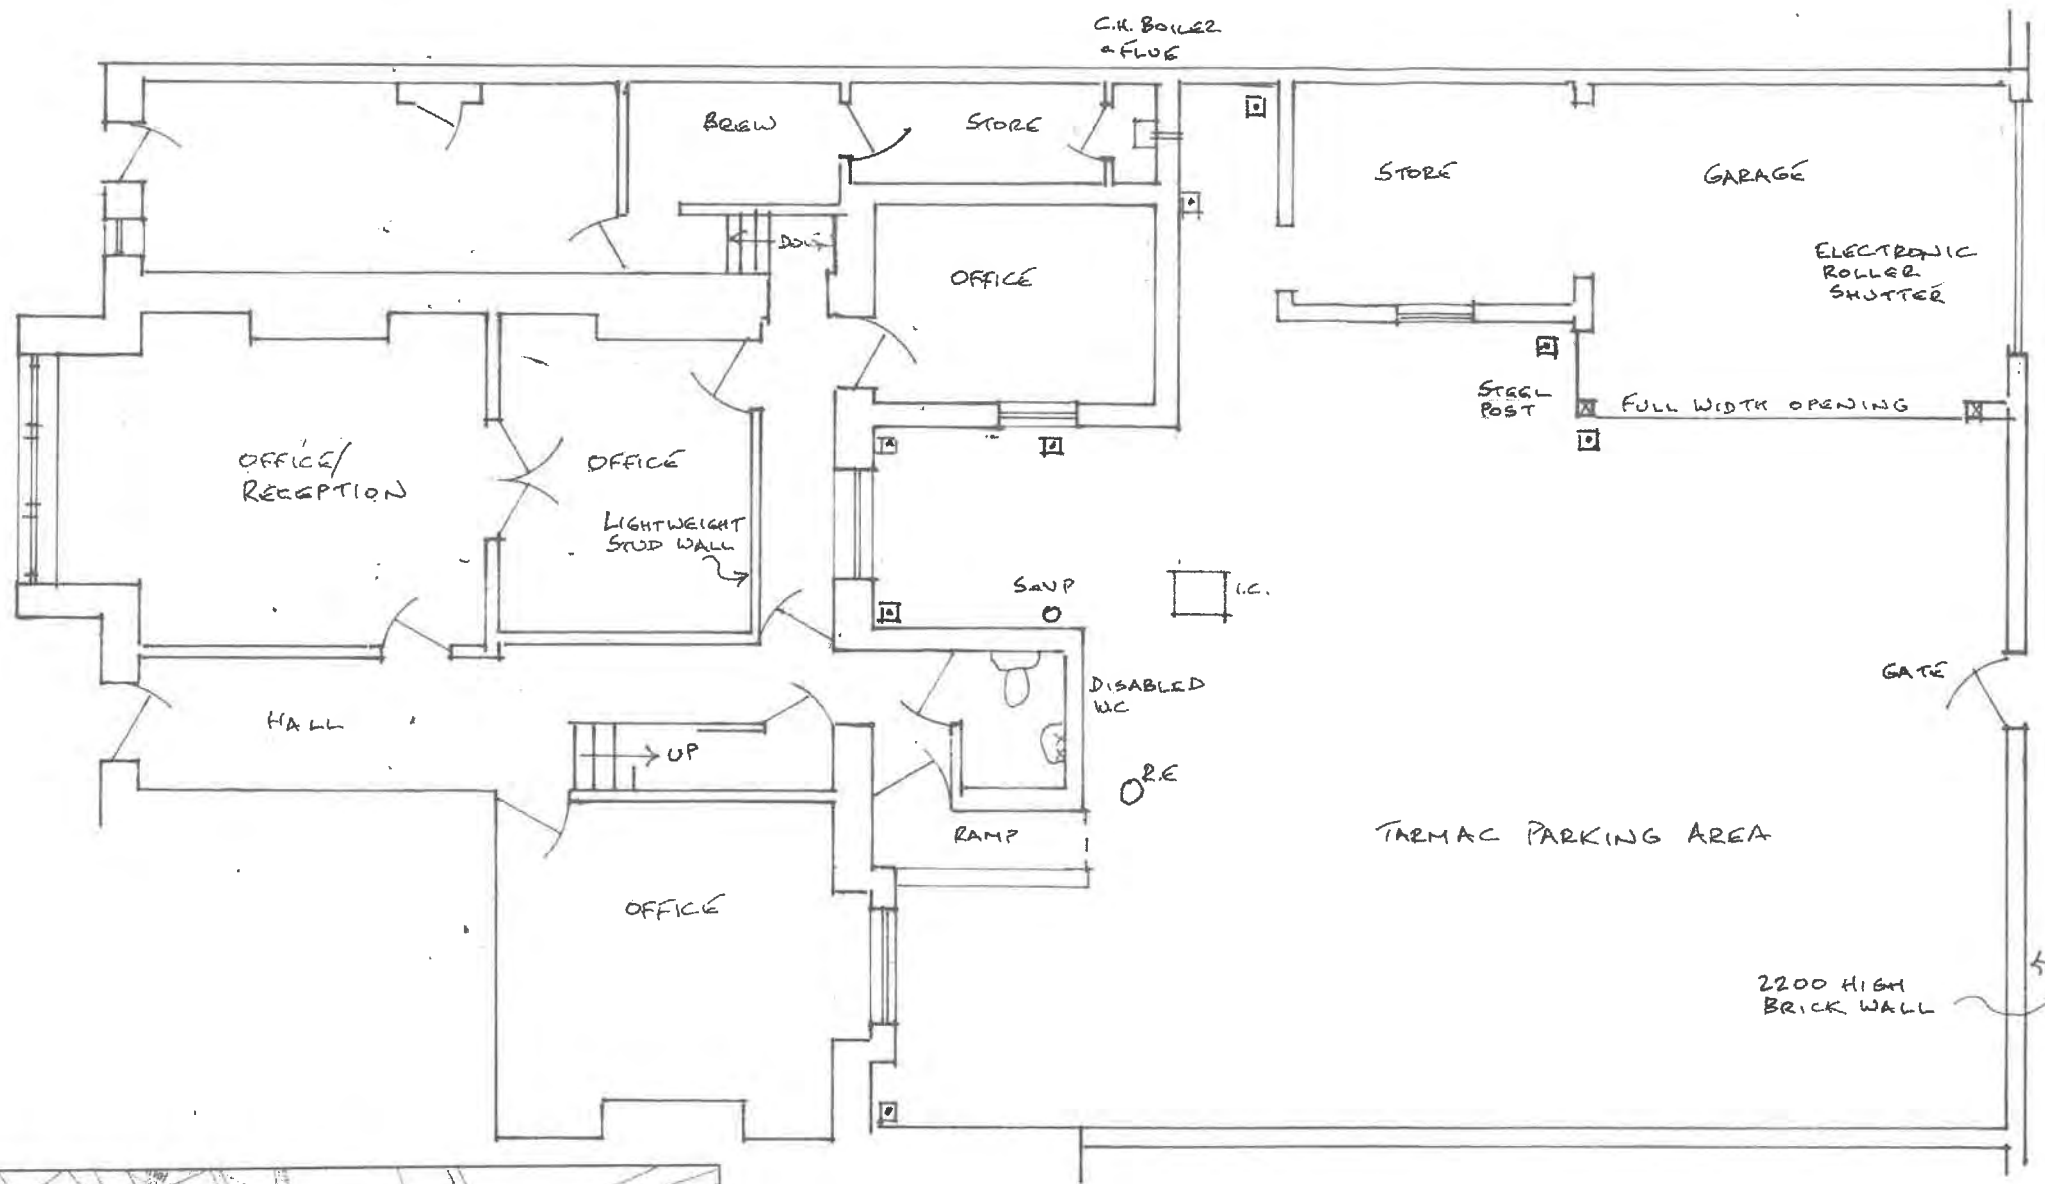 C.H. BOILER
& FLUE
BREW
STORE
STORE
GARAGE
ELECTRONIC
ROLLER
SHUTTER
OFFICE
STEEL
POST
FULL WIDTH OPENING
OFFICE/
RECEPTION
OFFICE
LIGHTWEIGHT
STUD WALL
SVP
I.C.
DISABLED
W.C
GATE
HALL
UP
R.E
RAMP
TARMAC PARKING AREA
OFFICE
2200 HIGH
BRICK WALL